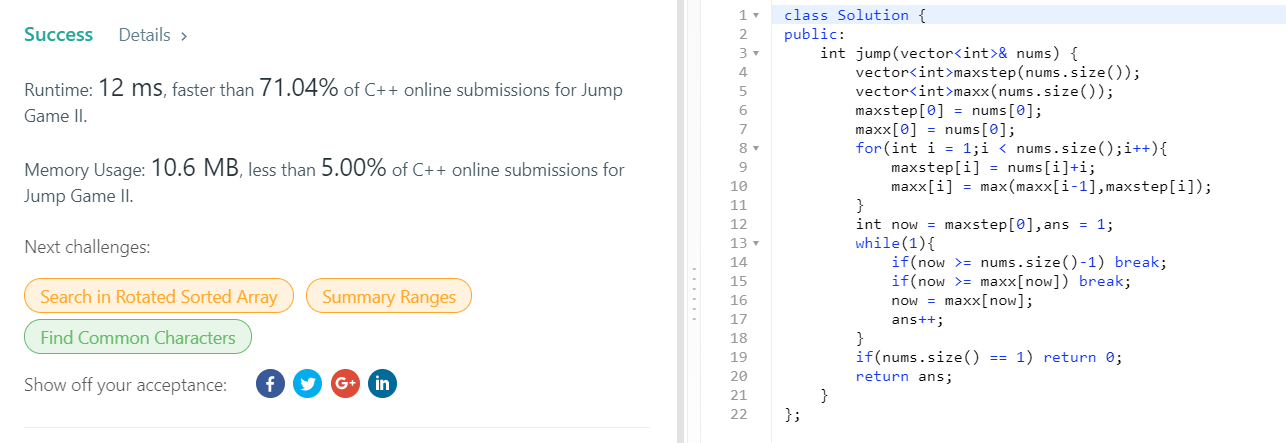 Success Details >
Runtime: 12 ms, faster than 71.04% of C++ online submissions for Jump
Game II.
Memory Usage: 10.6 MB, less than 5.00% of C++ online submissions for
Jump Game II.
Next challenges:
Search in Rotated Sorted Array Summary Ranges
Find Common Characters
Show off your acceptance: f G+ in
1 class Solution {
2 public:
3 int jump(vector<int>& nums) {
4 vector<int>maxstep(nums.size());
5 vector<int>maxx(nums.size());
6 maxstep[0] = nums[0];
7 maxx[0] = nums[0];
8 for(int i = 1;i < nums.size();i++){
9 maxstep[i] = nums[i]+i;
10 maxx[i] = max(maxx[i-1],maxstep[i]);
11 }
12 int now = maxstep[0],ans = 1;
13 while(1){
14 if(now >= nums.size()-1) break;
15 if(now >= maxx[now]) break;
16 now = maxx[now];
17 ans++;
18 }
19 if(nums.size() == 1) return 0;
20 return ans;
21 }
22 };